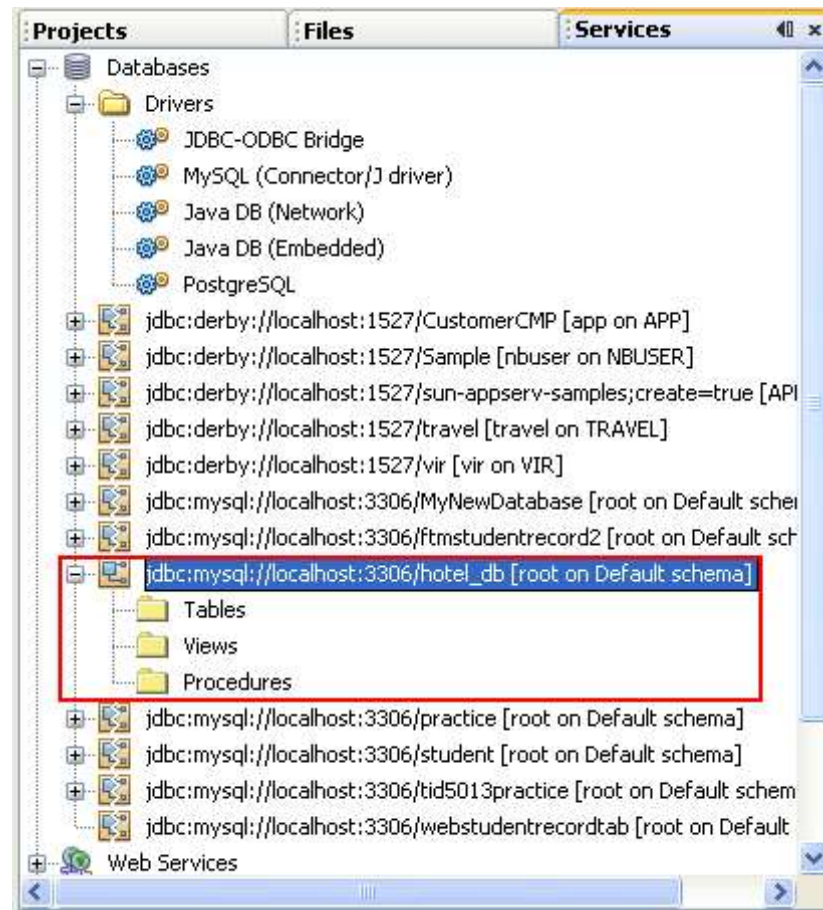 Projects Files Services
Databases
Drivers
JDBC-ODBC Bridge
MySQL (Connector/J driver)
Java DB (Network)
Java DB (Embedded)
PostgreSQL
jdbc:derby://localhost:1527/CustomerCMP [app on APP]
jdbc:derby://localhost:1527/Sample [nbuser on NBUSER]
jdbc:derby://localhost:1527/sun-appserv-samples;create=true [API
jdbc:derby://localhost:1527/travel [travel on TRAVEL]
jdbc:derby://localhost:1527/vir [vir on VIR]
jdbc:mysql://localhost:3306/MyNewDatabase [root on Default scher
jdbc:mysql://localhost:3306/ftmstudentrecord2 [root on Default sch
jdbc:mysql://localhost:3306/hotel_db [root on Default schema]
Tables
Views
Procedures
jdbc:mysql://localhost:3306/practice [root on Default schema]
jdbc:mysql://localhost:3306/student [root on Default schema]
jdbc:mysql://localhost:3306/tid5013practice [root on Default schem
jdbc:mysql://localhost:3306/webstudentrecordtab [root on Default
Web Services